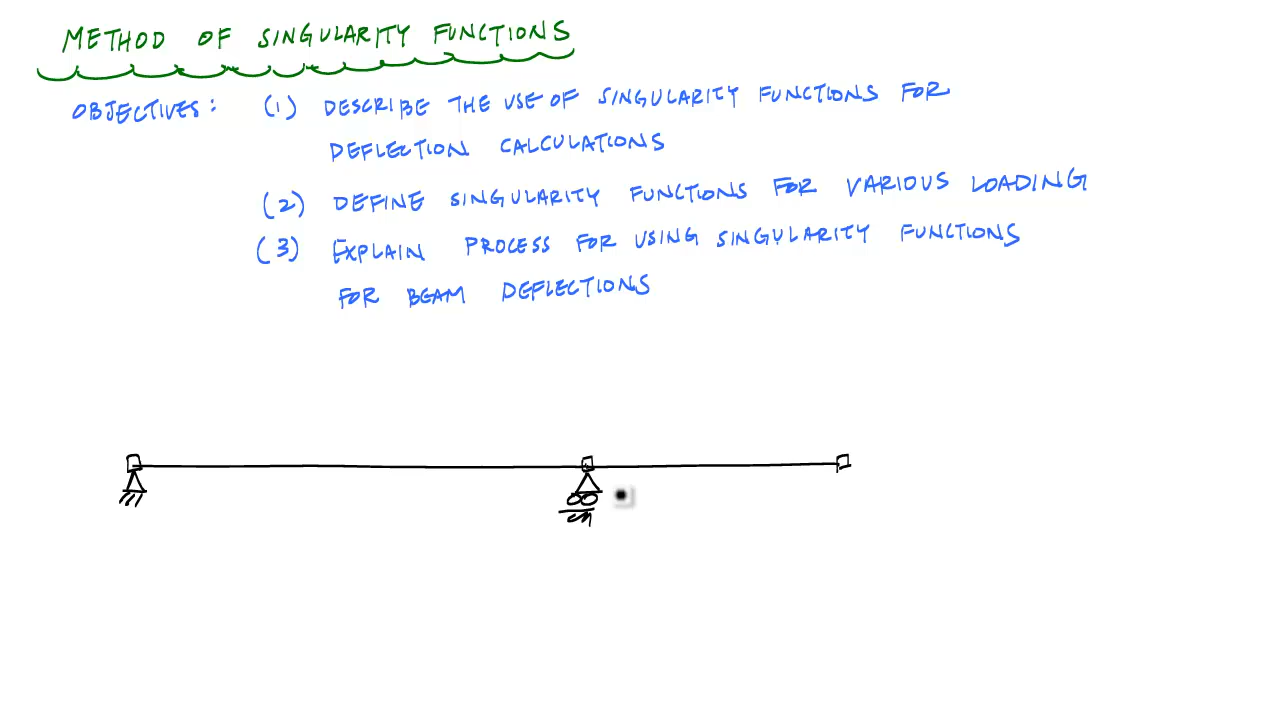 METHOD OF SINGULARITY FUNCTIONS
OBJECTIVES: (1) DESCRIBE THE USE OF SINGULARITY FUNCTIONS FOR
DEFLECTION CALCULATIONS
(2) DEFINE SINGULARITY FUNCTIONS FOR VARIOUS LOADING
(3) EXPLAIN PROCESS FOR USING SINGULARITY FUNCTIONS
FOR BEAM DEFLECTIONS